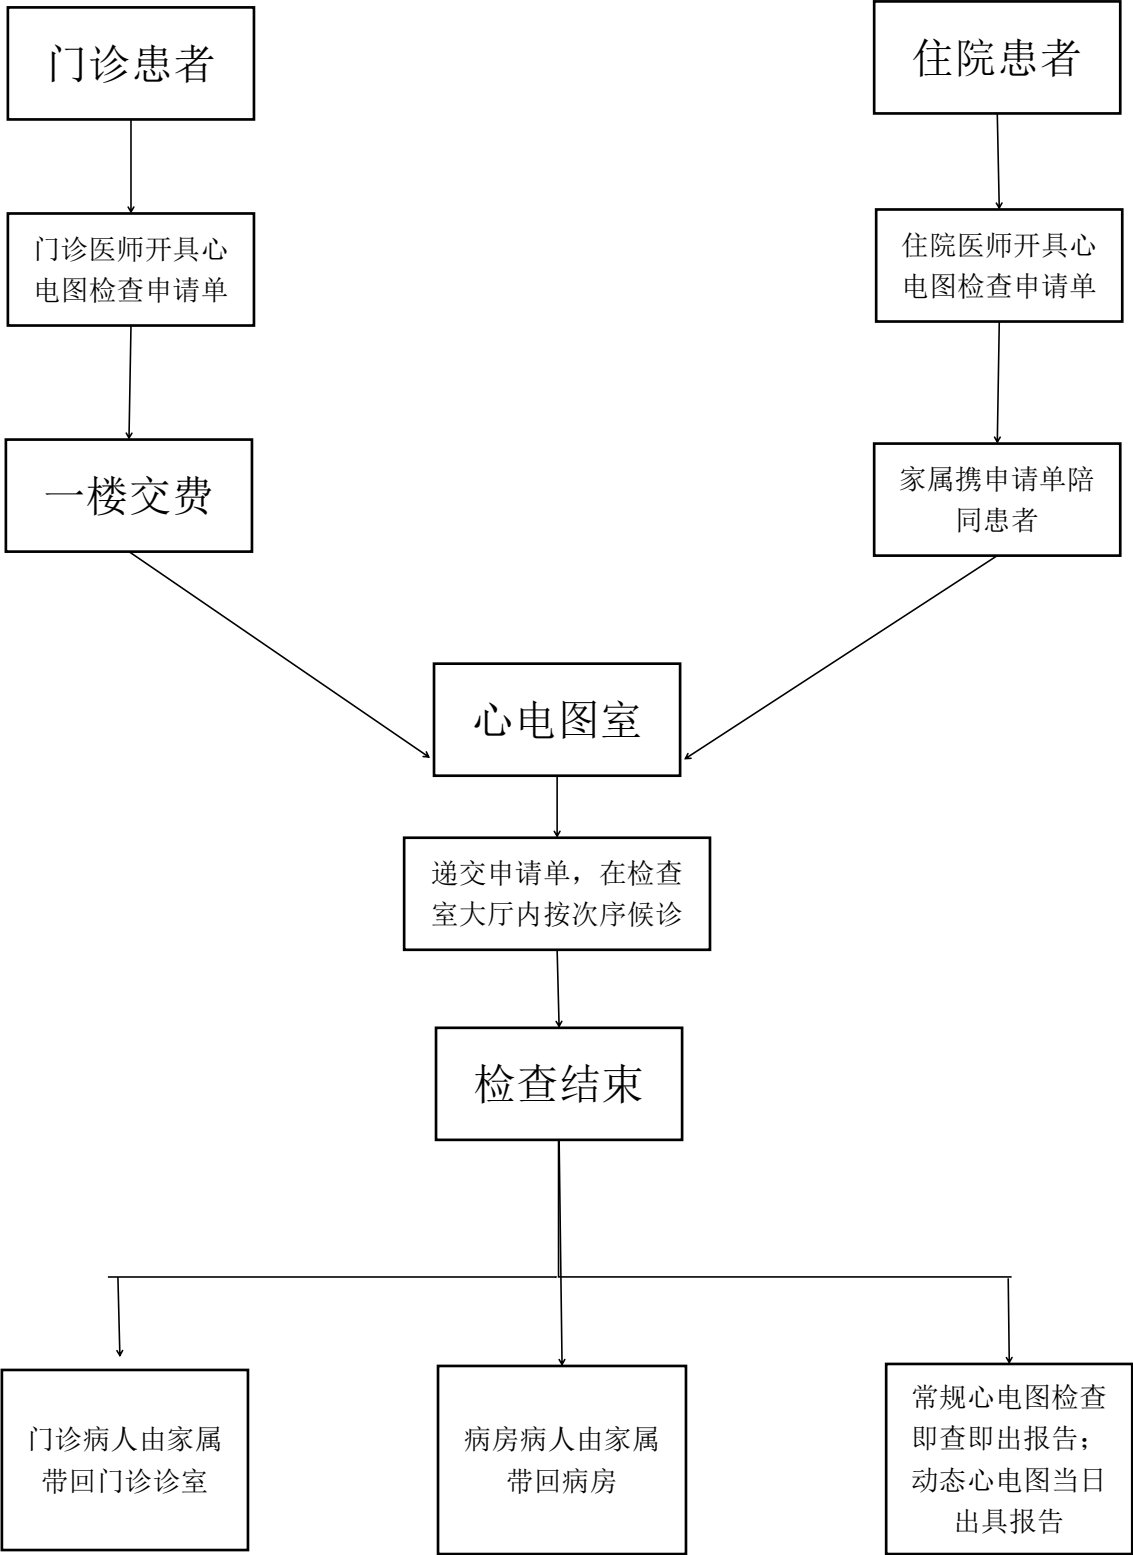 门诊患者
住院患者
门诊医师开具心
电图检查申请单
住院医师开具心
电图检查申请单
一楼交费
家属携申请单陪
同患者
心电图室
递交申请单，在检查
室大厅内按次序候诊
检查结束
门诊病人由家属
带回门诊诊室
病房病人由家属
带回病房
常规心电图检查
即查即出报告；
动态心电图当日
出具报告